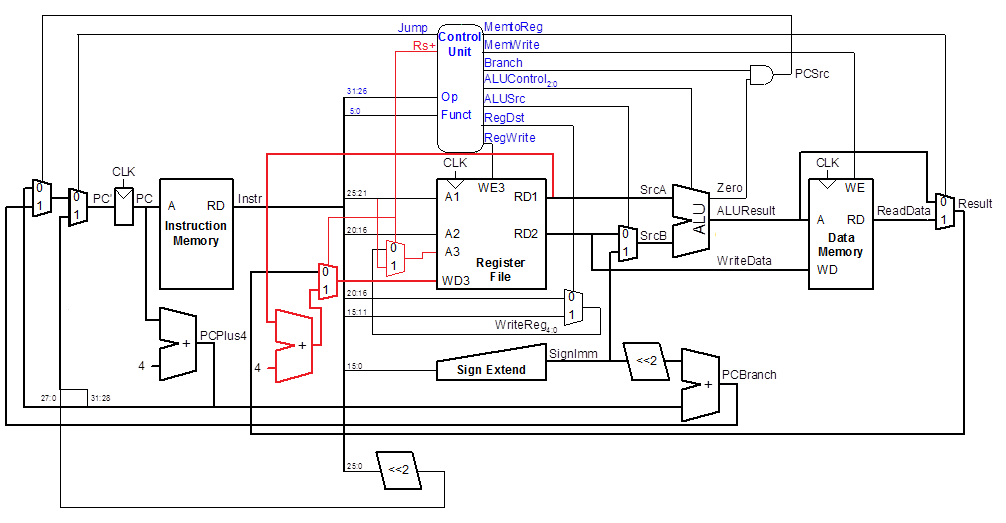 Jump
MemtoReg
Control
Unit
Rs+
MemWrite
Branch
PCSrc
ALUControl2:0
31:26
Op
ALUSrc
5:0
Funct
RegDst
RegWrite
CLK
CLK
CLK
0
1
0
1
PC'
PC
A
RD
Instr
Instruction
Memory
25:21
A1
WE3
RD1
SrcA
Zero
WE
0
1
Result
20:16
A2
RD2
0
1
SrcB
ALU
ALUResult
A
RD
ReadData
Data
Memory
0
1
A3
Register
File
0
1
WD3
WriteData
WD
20:16
0
15:11
1
WriteReg4:0
PCPlus4
+
4
+
4
SignImm
15:0
Sign Extend
<<2
+
PCBranch
27:0
31:28
25:0
<<2